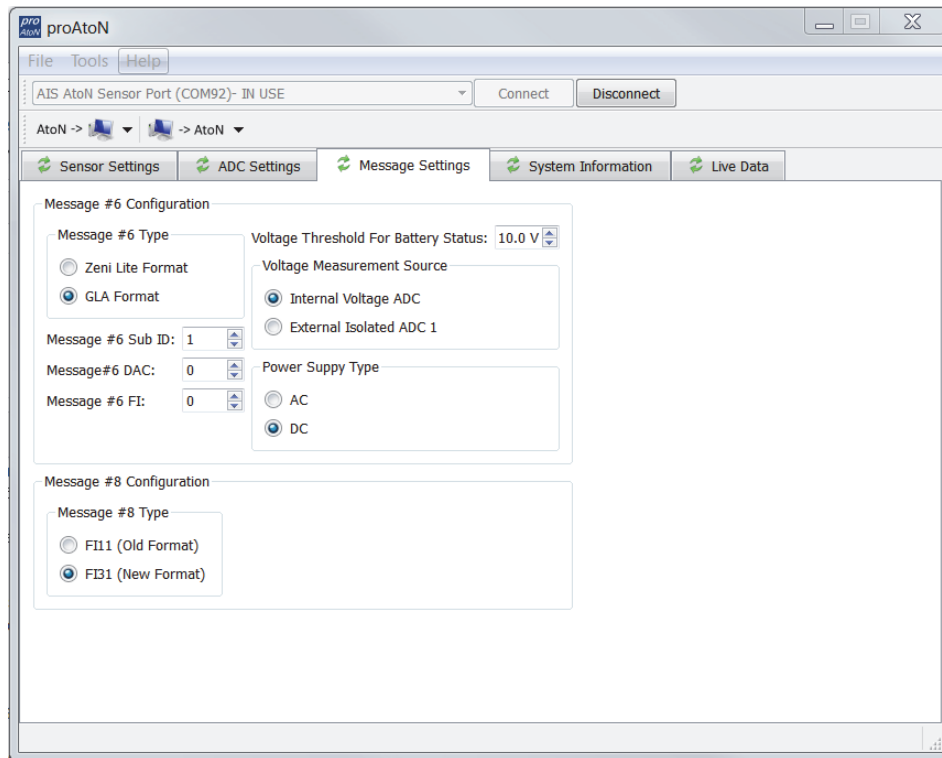 pro AtoN proAtoN
File Tools Help
AIS AtoN Sensor Port (COM92)- IN USE Connect Disconnect
AtoN -> -> AtoN
Sensor Settings ADC Settings Message Settings System Information Live Data
Message #6 Configuration
Message #6 Type
Voltage Threshold For Battery Status: 10.0 V
Zeni Lite Format
GLA Format
Voltage Measurement Source
Internal Voltage ADC
External Isolated ADC 1
Message #6 Sub ID: 1
Message#6 DAC: 0
Message #6 FI: 0
Power Suppy Type
AC
DC
Message #8 Configuration
Message #8 Type
FI11 (Old Format)
FI31 (New Format)